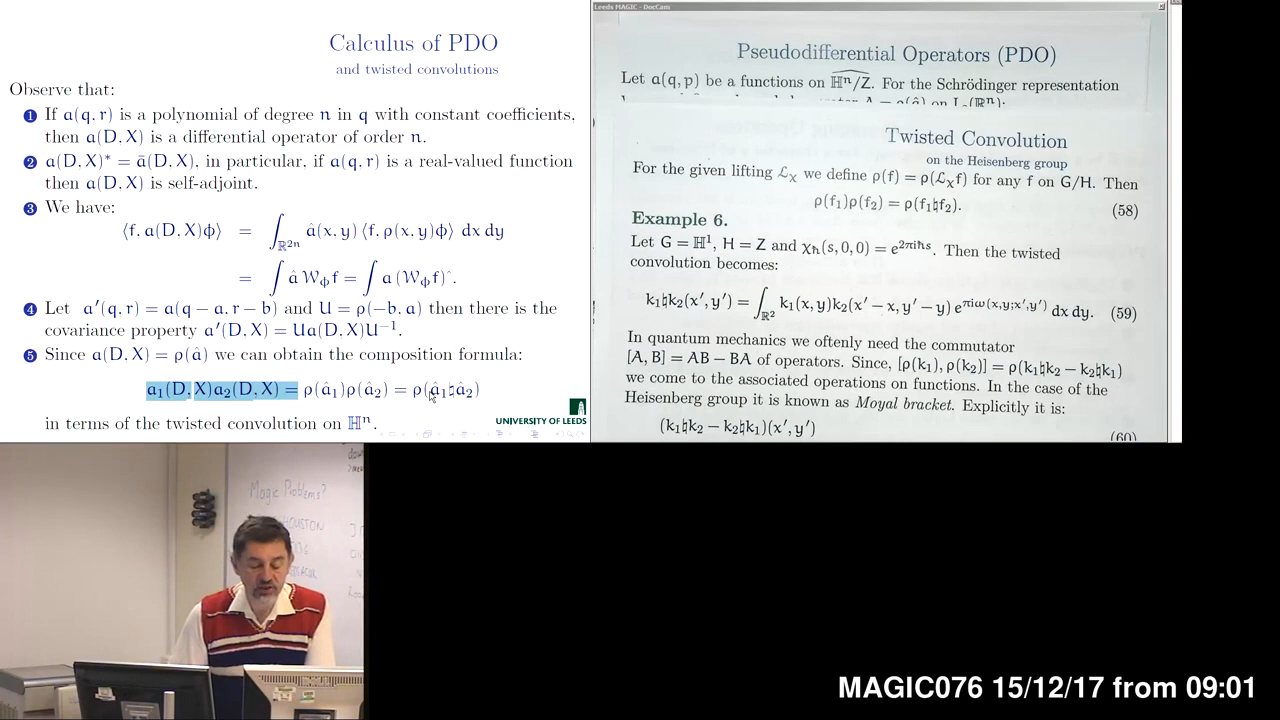 Calculus of PDO
and twisted convolutions
Observe that:
1 If a(q, r) is a polynomial of degree n in q with constant coefficients,
then a(D, X) is a differential operator of order n.
2 a(D, X)* = ā(D, X), in particular, if a(q, r) is a real-valued function
then a(D, X) is self-adjoint.
3 We have:
⟨f, a(D, X)ϕ⟩ = ∫_{ℝ^{2n}} â(x, y) ⟨f, ρ(x, y)ϕ⟩ dx dy
= ∫ â 𝒲_ϕ f = ∫ a (𝒲_ϕ f)^.
4 Let a′(q, r) = a(q − a, r − b) and U = ρ(−b, a) then there is the
covariance property a′(D, X) = Ua(D, X)U⁻¹.
5 Since a(D, X) = ρ(â) we can obtain the composition formula:
a₁(D, X)a₂(D, X) = ρ(â₁)ρ(â₂) = ρ(â₁♮â₂)
in terms of the twisted convolution on ℍⁿ.
UNIVERSITY OF LEEDS
Leeds MAGIC - DocCam
Pseudodifferential Operators (PDO)
Let a(q, p) be a functions on \widehat{ℍⁿ/Z}. For the Schrödinger representation
Twisted Convolution
on the Heisenberg group
For the given lifting ℒ_χ we define ρ(f) = ρ(ℒ_χ f) for any f on G/H. Then
ρ(f₁)ρ(f₂) = ρ(f₁♮f₂). (58)
Example 6.
Let G = ℍ¹, H = Z and χ_ħ(s, 0, 0) = e^{2πiħs}. Then the twisted
convolution becomes:
k₁♮k₂(x′, y′) = ∫_{ℝ²} k₁(x, y)k₂(x′ − x, y′ − y) e^{πiω(x,y;x′,y′)} dx dy. (59)
In quantum mechanics we oftenly need the commutator
[A, B] = AB − BA of operators. Since, [ρ(k₁), ρ(k₂)] = ρ(k₁♮k₂ − k₂♮k₁)
we come to the associated operations on functions. In the case of the
Heisenberg group it is known as Moyal bracket. Explicitly it is:
(k₁♮k₂ − k₂♮k₁)(x′, y′)
(60)
Magic Problems?
MAGIC076 15/12/17 from 09:01